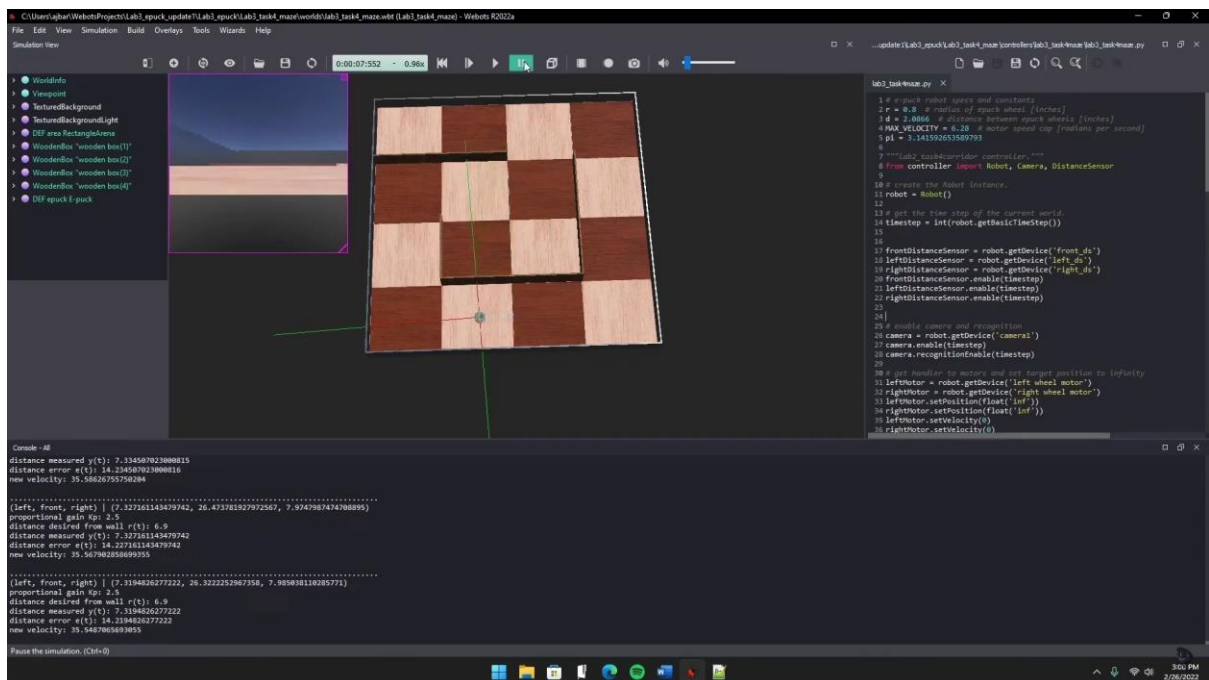 C:\Users\ajbar\WebotsProjects\Lab3_epuck_update1\Lab3_epuck\Lab3_task4_maze\worlds\lab3_task4_maze.wbt (Lab3_task4_maze) - Webots R2022a
File Edit View Simulation Build Overlays Tools Wizards Help
Simulation View
...update1\Lab3_epuck\Lab3_task4_maze\controllers\lab3_task4maze\lab3_task4maze.py
0:00:07:552 - 0.96x
WorldInfo
Viewpoint
TexturedBackground
TexturedBackgroundLight
DEF area RectangleArena
WoodenBox "wooden box(1)"
WoodenBox "wooden box(2)"
WoodenBox "wooden box(3)"
WoodenBox "wooden box(4)"
DEF epuck E-puck
lab3_task4maze.py
1 # e-puck robot specs and constants
2 r = 0.8 # radius of epuck wheel [inches]
3 d = 2.0866 # distance between epuck wheels [inches]
4 MAX_VELOCITY = 6.28 # motor speed cap [radians per second]
5 pi = 3.141592653589793
6
7 """lab2_task4corridor controller."""
8 from controller import Robot, Camera, DistanceSensor
9
10 # create the Robot instance.
11 robot = Robot()
12
13 # get the time step of the current world.
14 timestep = int(robot.getBasicTimeStep())
15
16
17 frontDistanceSensor = robot.getDevice('front_ds')
18 leftDistanceSensor = robot.getDevice('left_ds')
19 rightDistanceSensor = robot.getDevice('right_ds')
20 frontDistanceSensor.enable(timestep)
21 leftDistanceSensor.enable(timestep)
22 rightDistanceSensor.enable(timestep)
23
24
25 # enable camera and recognition
26 camera = robot.getDevice('camera1')
27 camera.enable(timestep)
28 camera.recognitionEnable(timestep)
29
30 # get handler to motors and set target position to infinity
31 leftMotor = robot.getDevice('left wheel motor')
32 rightMotor = robot.getDevice('right wheel motor')
33 leftMotor.setPosition(float('inf'))
34 rightMotor.setPosition(float('inf'))
35 leftMotor.setVelocity(0)
36 rightMotor.setVelocity(0)
Console - All
distance measured y(t): 7.334507023000815
distance error e(t): 14.234507023000816
new velocity: 35.58626755750204
(left, front, right) | (7.327161143479742, 26.473781927972567, 7.9747987474708895)
proportional gain Kp: 2.5
distance desired from wall r(t): 6.9
distance measured y(t): 7.327161143479742
distance error e(t): 14.227161143479742
new velocity: 35.567902858699355
(left, front, right) | (7.3194826277222, 26.3222252967358, 7.985038110285771)
proportional gain Kp: 2.5
distance desired from wall r(t): 6.9
distance measured y(t): 7.3194826277222
distance error e(t): 14.2194826277222
new velocity: 35.5487065693055
Pause the simulation. (Ctrl+0)
3:00 PM
2/26/2022